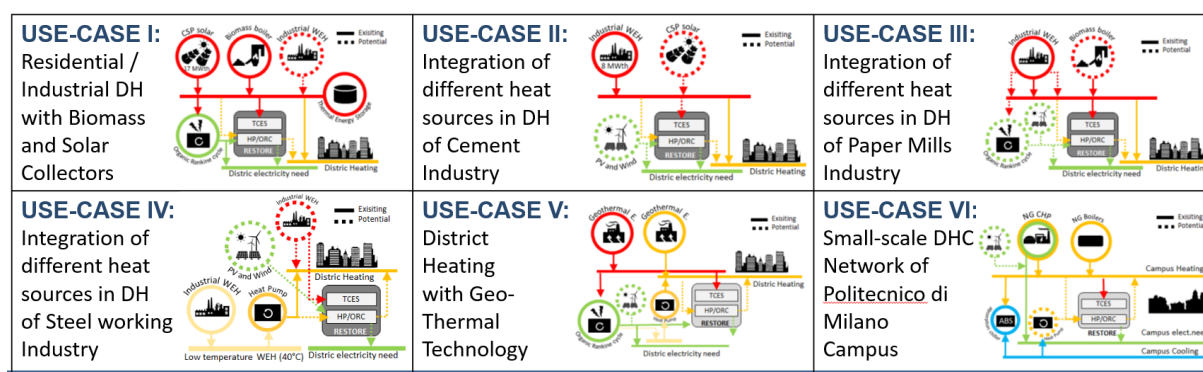 USE-CASE I:
Residential /
Industrial DH
with Biomass
and Solar
Collectors
CSP solar
17 MWth
Biomass boiler
Industrial WEH
Exisiting
Potential
Thermal Energy Storage
TCES
HP/ORC
RESTORE
Organic Rankine cycle
District Heating
Distric electricity need
USE-CASE II:
Integration of
different heat
sources in DH
of Cement
Industry
Industrial WEH
8 MWth
CSP solar
Exisiting
Potential
PV and Wind
TCES
HP/ORC
RESTORE
Distric Heating
Distric electricity need
USE-CASE III:
Integration of
different heat
sources in DH
of Paper Mills
Industry
Industrial WEH
Biomass boiler
Exisiting
Potential
TCES
HP/ORC
RESTORE
Organic Rankine cycle
Distric Heating
Distric electricity need
USE-CASE IV:
Integration of
different heat
sources in DH
of Steel working
Industry
Industrial WEH
Exisiting
Potential
PV and Wind
Distric Heating
Industrial WEH
Heat Pump
TCES
HP/ORC
RESTORE
Low temperature WEH (40°C)
Distric electricity need
USE-CASE V:
District
Heating
with Geo-
Thermal
Technology
Geothermal E.
Geothermal E.
Exisiting
Potential
Distric Heating
TCES
HP/ORC
RESTORE
Organic Rankine cycle
Heat Pump
Distric electricity need
USE-CASE VI:
Small-scale DHC
Network of
Politecnico di
Milano
Campus
NG CHP
NG Boilers
Exisiting
Potential
Campus Heating
TCES
HP/ORC
RESTORE
ABS
Heat Pump
Campus elect.need
Campus Cooling